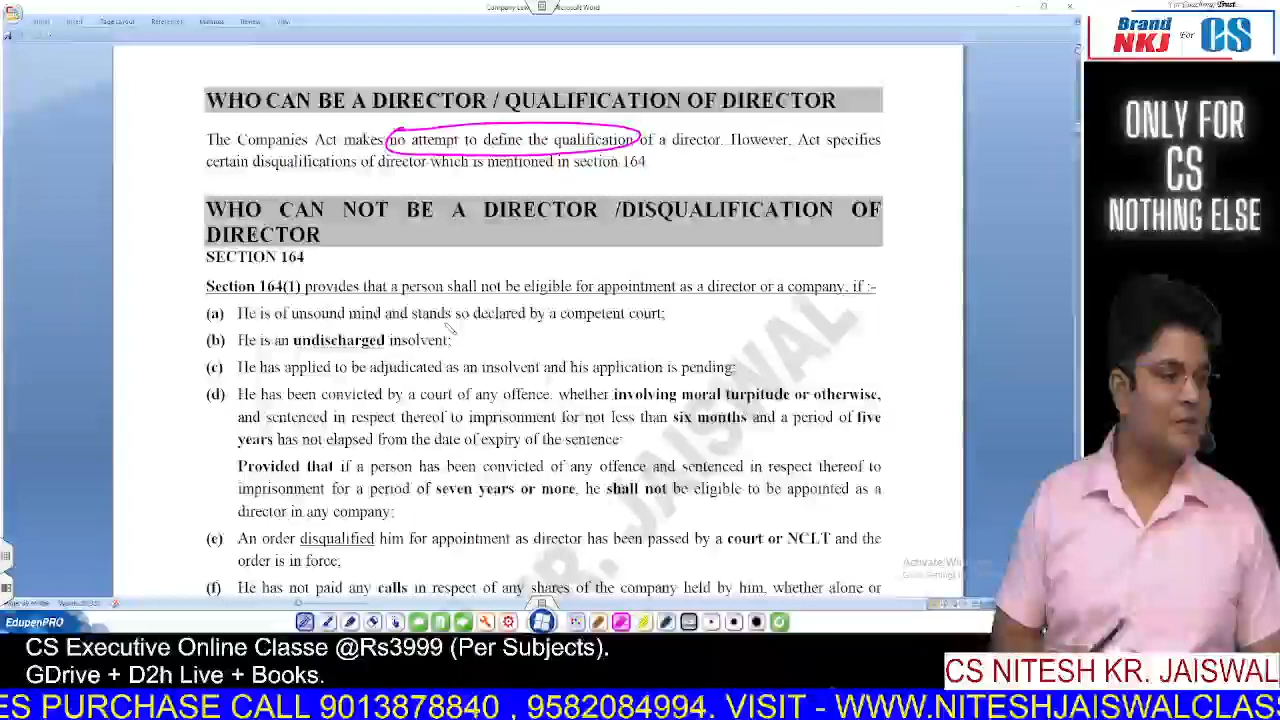 Microsoft Word
Page Layout References Mailings Review View
Brand
NKJ For CS
WHO CAN BE A DIRECTOR / QUALIFICATION OF DIRECTOR
The Companies Act makes no attempt to define the qualification of a director. However, Act specifies
certain disqualifications of director which is mentioned in section 164
WHO CAN NOT BE A DIRECTOR /DISQUALIFICATION OF
DIRECTOR
SECTION 164
Section 164(1) provides that a person shall not be eligible for appointment as a director or a company, if :-
(a) He is of unsound mind and stands so declared by a competent court;
(b) He is an undischarged insolvent;
(c) He has applied to be adjudicated as an insolvent and his application is pending;
(d) He has been convicted by a court of any offence, whether involving moral turpitude or otherwise,
and sentenced in respect thereof to imprisonment for not less than six months and a period of five
years has not elapsed from the date of expiry of the sentence:
Provided that if a person has been convicted of any offence and sentenced in respect thereof to
imprisonment for a period of seven years or more, he shall not be eligible to be appointed as a
director in any company;
(e) An order disqualified him for appointment as director has been passed by a court or NCLT and the
order is in force;
(f) He has not paid any calls in respect of any shares of the company held by him, whether alone or
KR. JAISWAL
ONLY FOR
CS
NOTHING ELSE
EdupenPRO
CS Executive Online Classe @Rs3999 (Per Subjects).
GDrive + D2h Live + Books.
CS NITESH KR. JAISWAL
ES PURCHASE CALL 9013878840 , 9582084994. VISIT - WWW.NITESHJAISWALCLAS